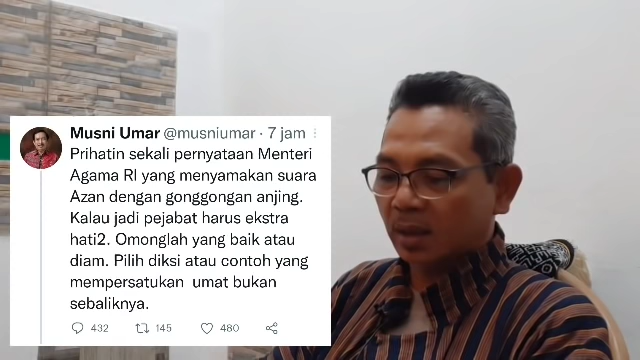 Musni Umar @musniumar · 7 jam
Prihatin sekali pernyataan Menteri
Agama RI yang menyamakan suara
Azan dengan gonggongan anjing.
Kalau jadi pejabat harus ekstra
hati2. Omonglah yang baik atau
diam. Pilih diksi atau contoh yang
mempersatukan umat bukan
sebaliknya.
432 145 480